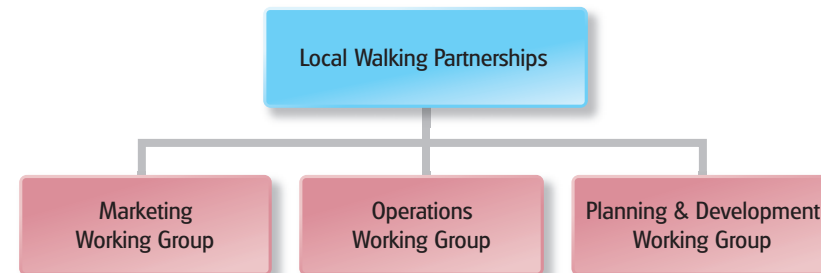 Local Walking Partnerships
Marketing
Working Group
Operations
Working Group
Planning & Development
Working Group